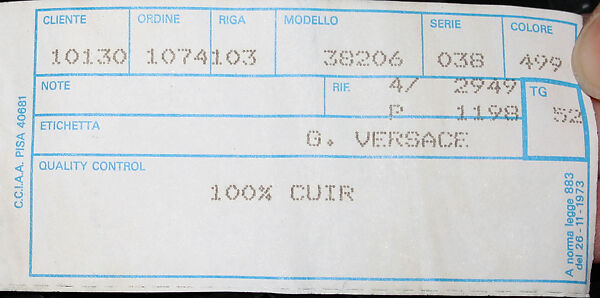 CLIENTE ORDINE RIGA MODELLO SERIE COLORE
10130 1074 103 38206 038 499
NOTE RIF. 4/ 2949 TG
P 1198 52
ETICHETTA G. VERSACE
QUALITY CONTROL
100% CUIR
C.C.I.A.A. PISA 40681
A norma legge 883
del 26-11-1973